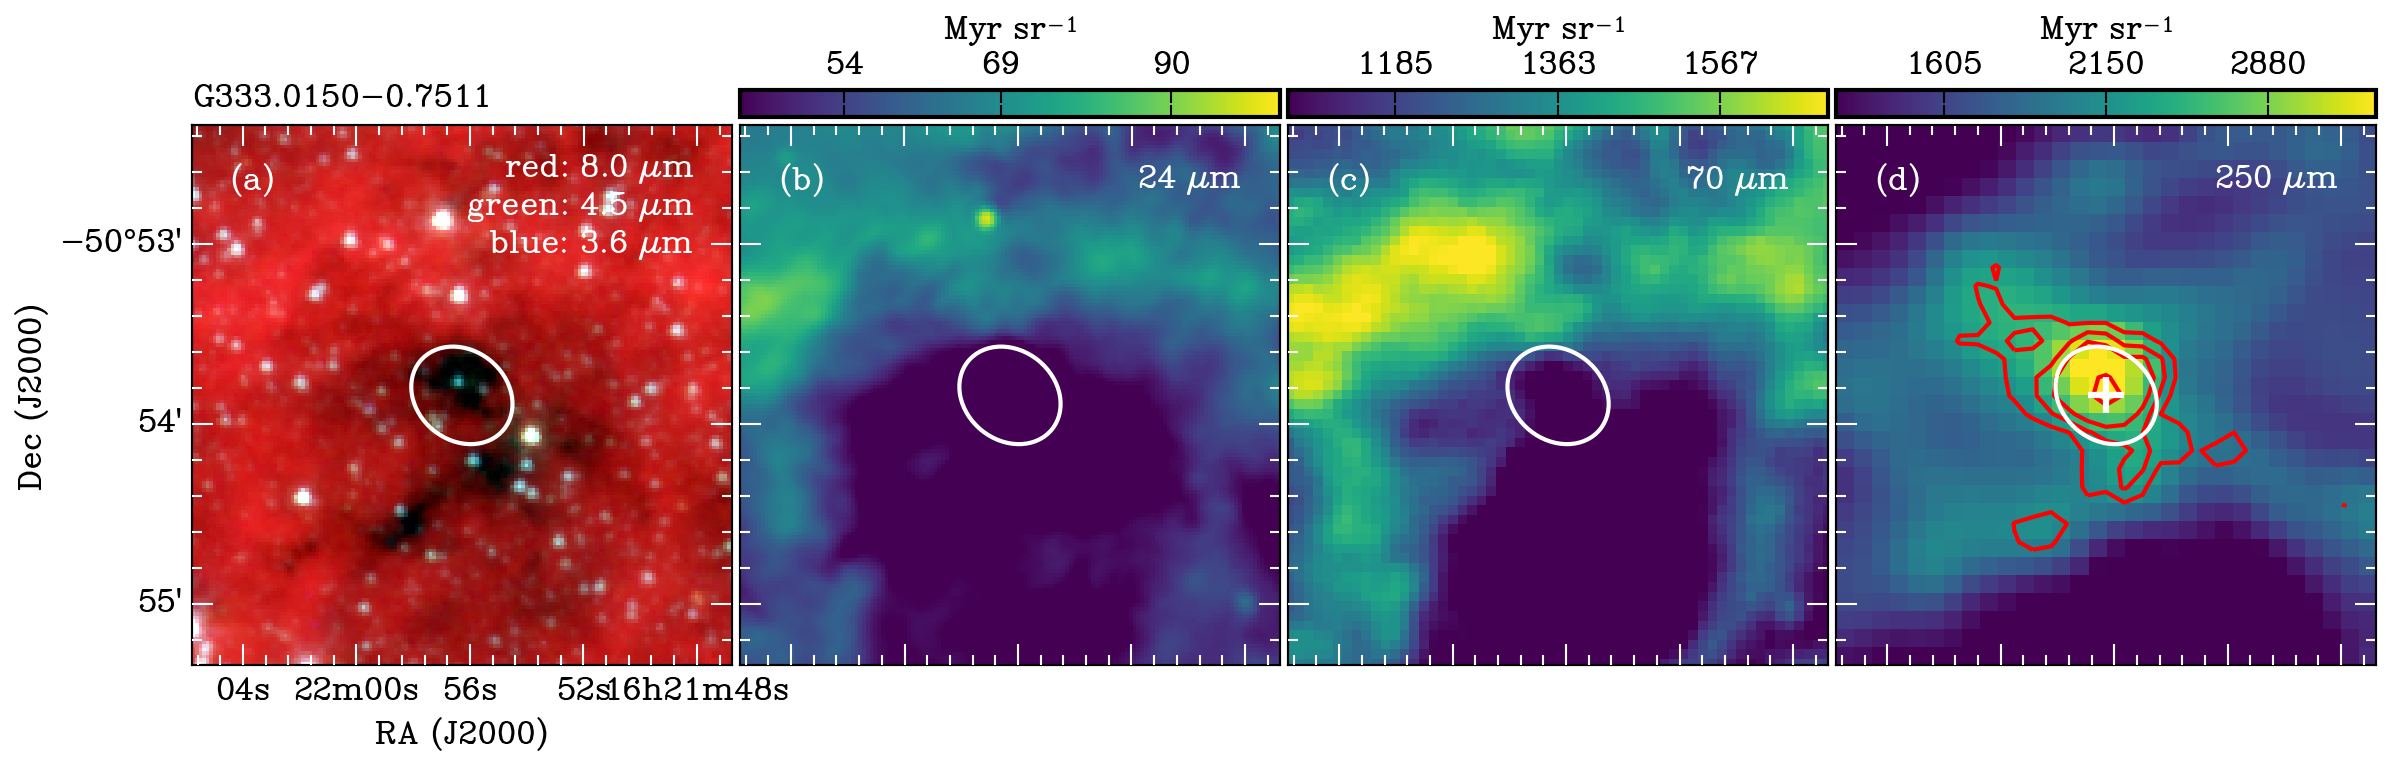 Myr sr⁻¹
Myr sr⁻¹
Myr sr⁻¹
54 69 90
1185 1363 1567
1605 2150 2880
G333.0150−0.7511
(a)
red: 8.0 μm
green: 4.5 μm
blue: 3.6 μm
(b)
24 μm
(c)
70 μm
(d)
250 μm
−50°53'
54'
55'
Dec (J2000)
04s 22m00s 56s 52s 16h21m48s
RA (J2000)